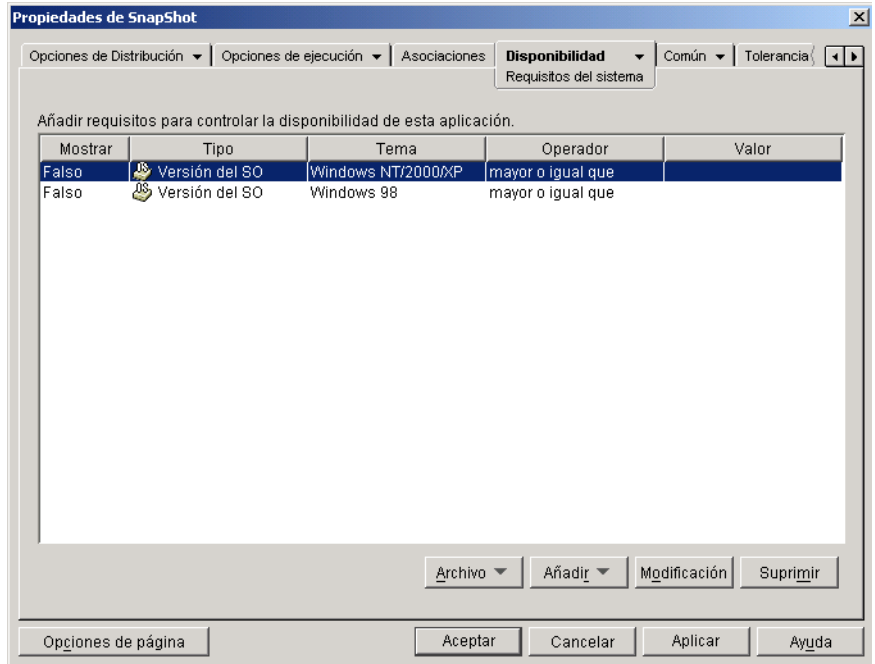 Propiedades de SnapShot
Opciones de Distribución Opciones de ejecución Asociaciones Disponibilidad Común Tolerancia
Requisitos del sistema
Añadir requisitos para controlar la disponibilidad de esta aplicación.
Mostrar Tipo Tema Operador Valor
Falso Versión del SO Windows NT/2000/XP mayor o igual que
Falso Versión del SO Windows 98 mayor o igual que
Archivo Añadir Modificación Suprimir
Opciones de página Aceptar Cancelar Aplicar Ayuda